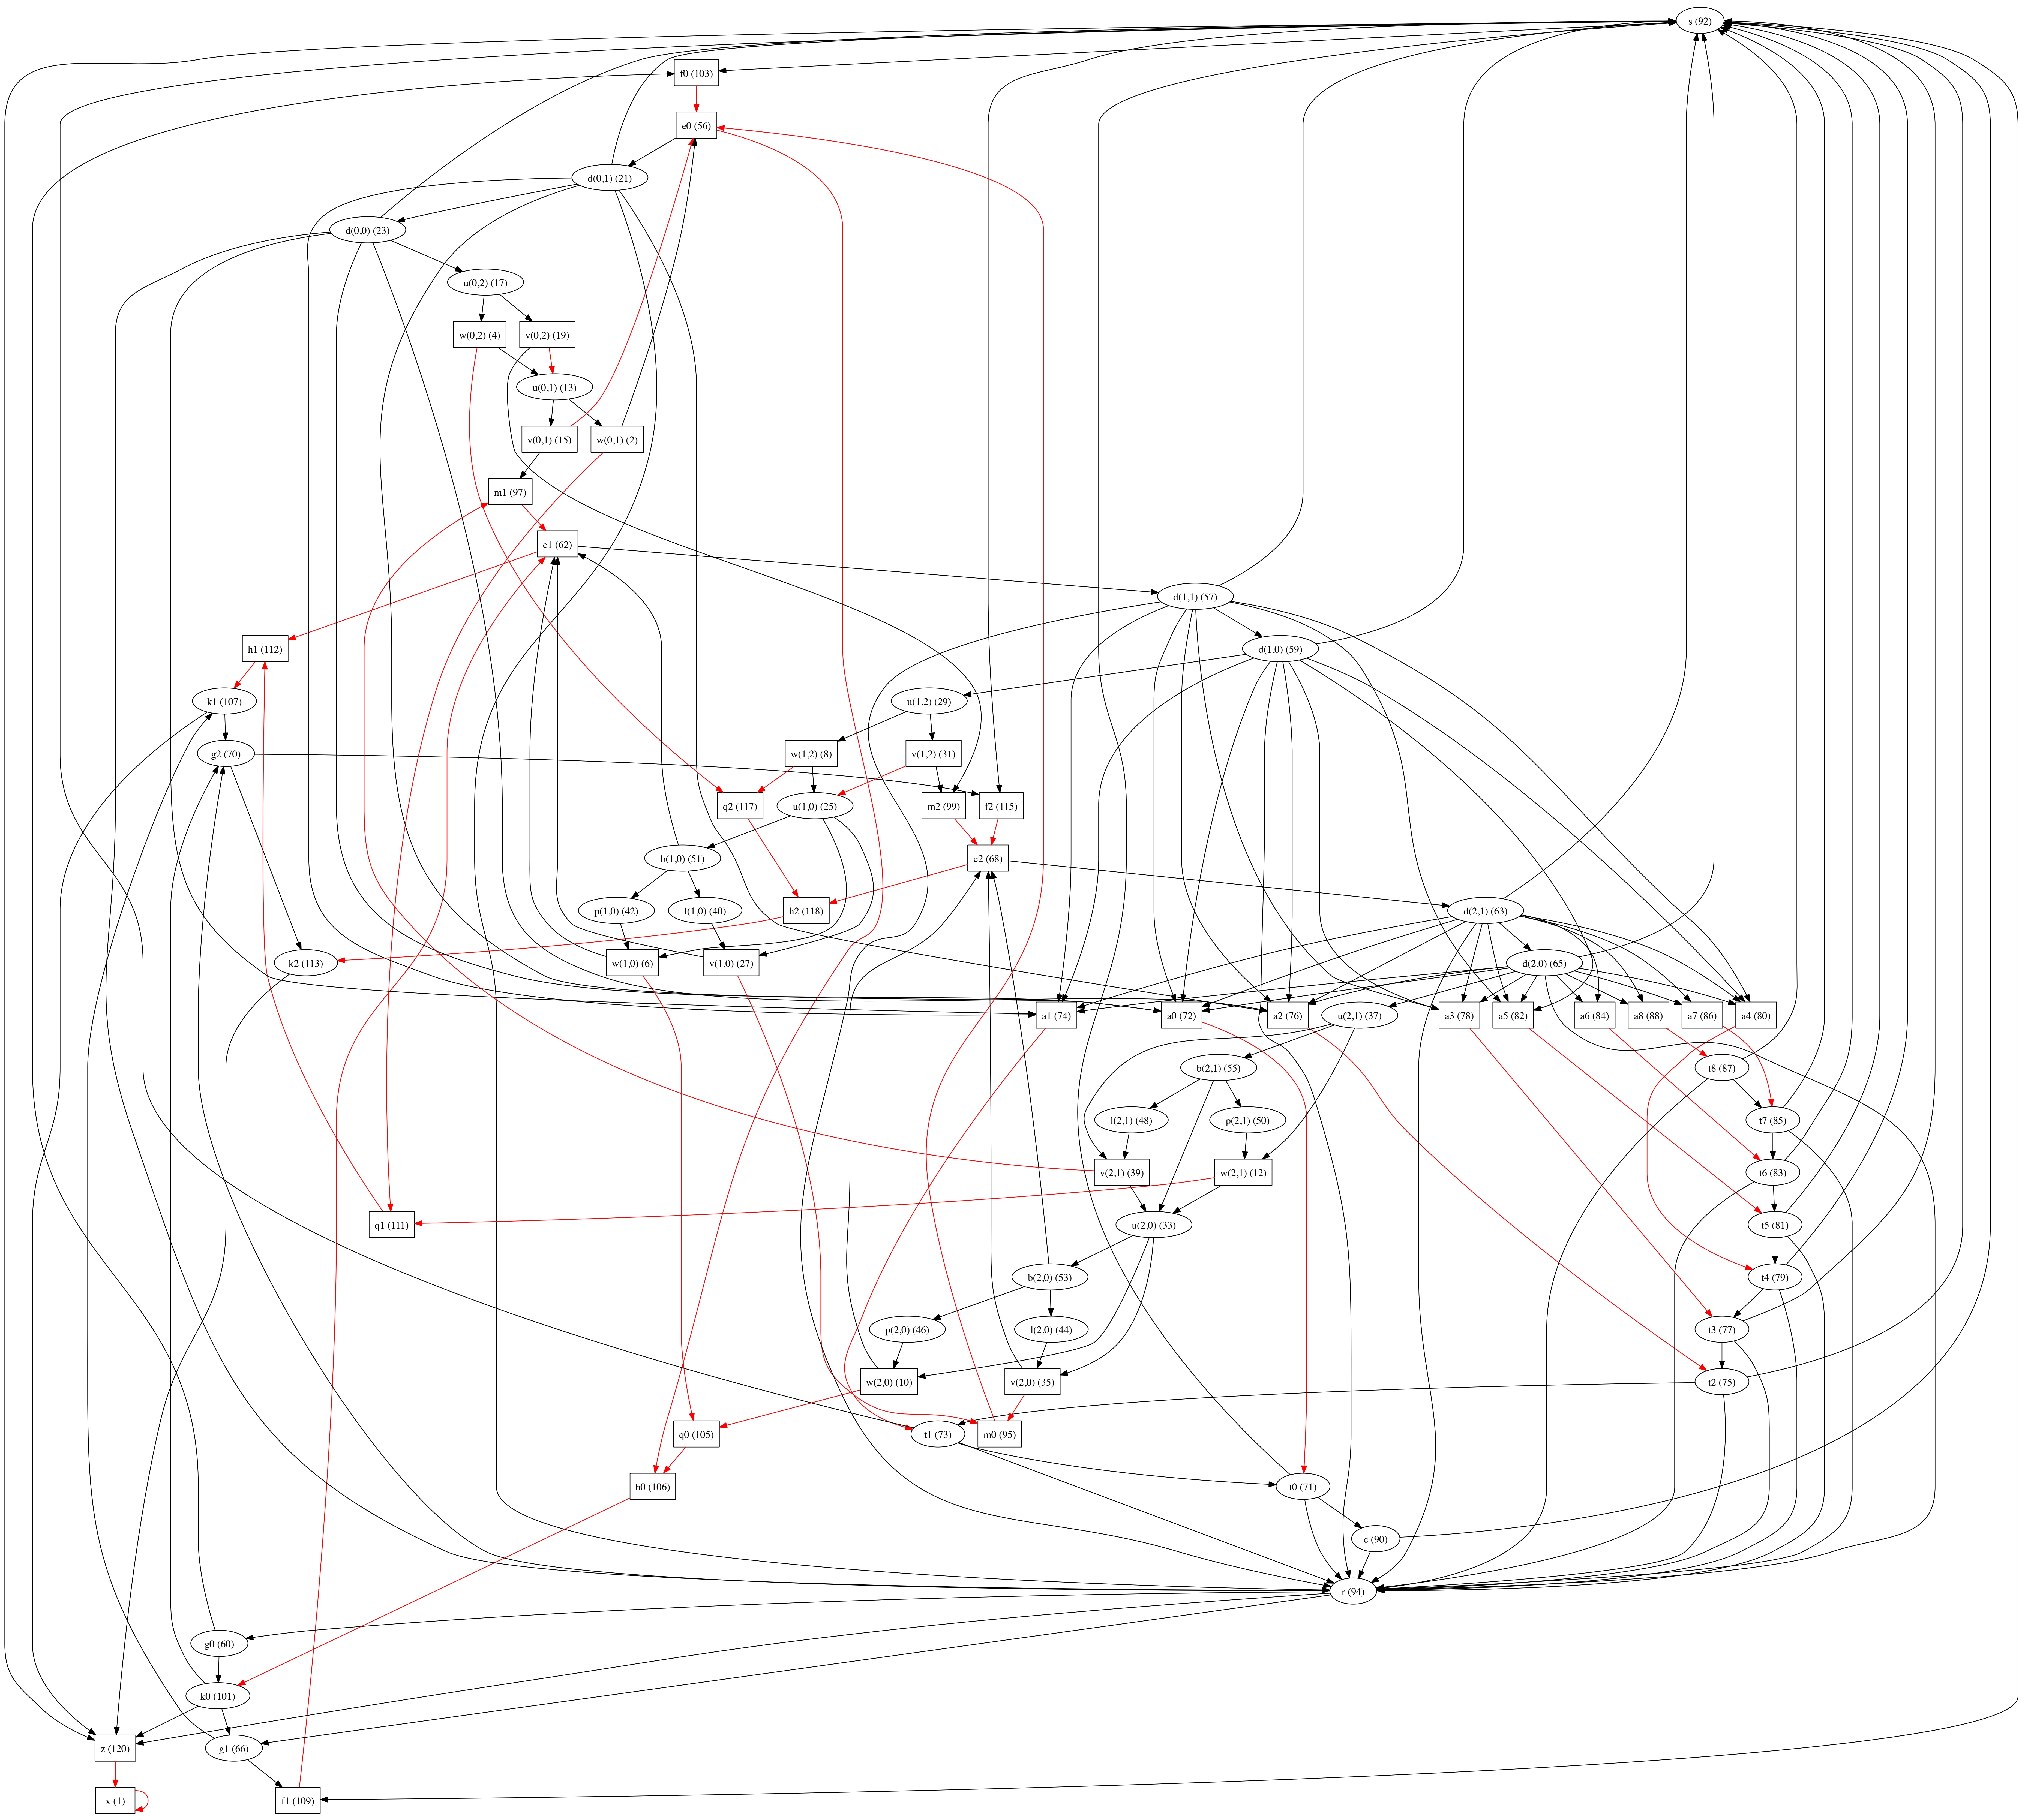 s (92)
f0 (103)
e0 (56)
d(0,1) (21)
d(0,0) (23)
u(0,2) (17)
w(0,2) (4)
v(0,2) (19)
u(0,1) (13)
v(0,1) (15)
w(0,1) (2)
m1 (97)
e1 (62)
d(1,1) (57)
h1 (112)
d(1,0) (59)
k1 (107)
u(1,2) (29)
g2 (70)
w(1,2) (8)
v(1,2) (31)
q2 (117)
u(1,0) (25)
m2 (99)
f2 (115)
b(1,0) (51)
e2 (68)
p(1,0) (42)
l(1,0) (40)
h2 (118)
d(2,1) (63)
k2 (113)
w(1,0) (6)
v(1,0) (27)
d(2,0) (65)
a1 (74)
a0 (72)
a2 (76)
u(2,1) (37)
a3 (78)
a5 (82)
a6 (84)
a8 (88)
a7 (86)
a4 (80)
b(2,1) (55)
t8 (87)
l(2,1) (48)
p(2,1) (50)
t7 (85)
v(2,1) (39)
w(2,1) (12)
t6 (83)
q1 (111)
u(2,0) (33)
t5 (81)
b(2,0) (53)
t4 (79)
p(2,0) (46)
l(2,0) (44)
t3 (77)
w(2,0) (10)
v(2,0) (35)
t2 (75)
q0 (105)
t1 (73)
m0 (95)
h0 (106)
t0 (71)
c (90)
r (94)
g0 (60)
k0 (101)
z (120)
g1 (66)
x (1)
f1 (109)